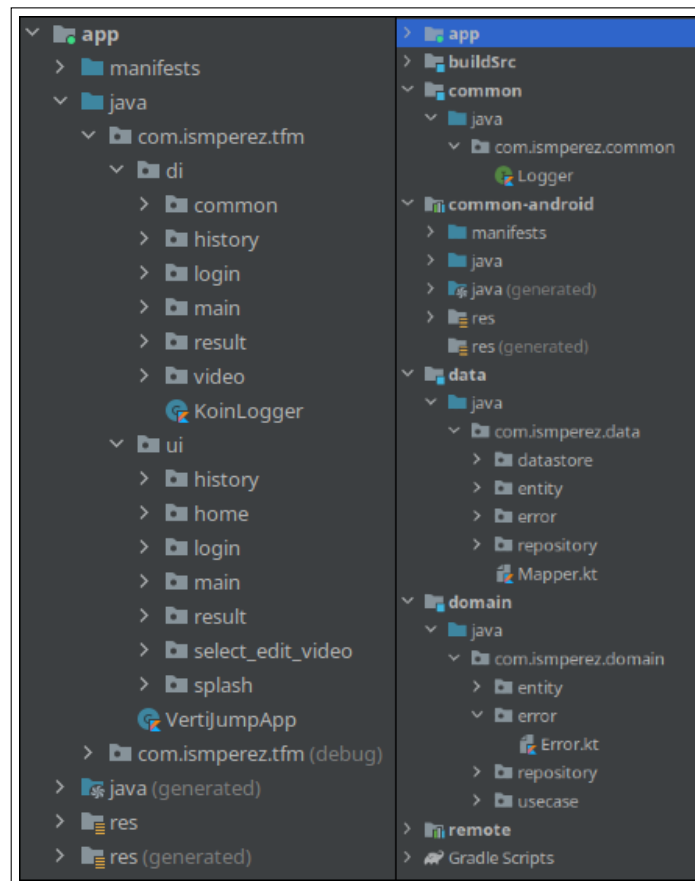 app
manifests
java
com.ismperez.tfm
di
common
history
login
main
result
video
KoinLogger
ui
history
home
login
main
result
select_edit_video
splash
VertiJumpApp
com.ismperez.tfm (debug)
java (generated)
res
res (generated)
app
buildSrc
common
java
com.ismperez.common
Logger
common-android
manifests
java
java (generated)
res
res (generated)
data
java
com.ismperez.data
datastore
entity
error
repository
Mapper.kt
domain
java
com.ismperez.domain
entity
error
Error.kt
repository
usecase
remote
Gradle Scripts